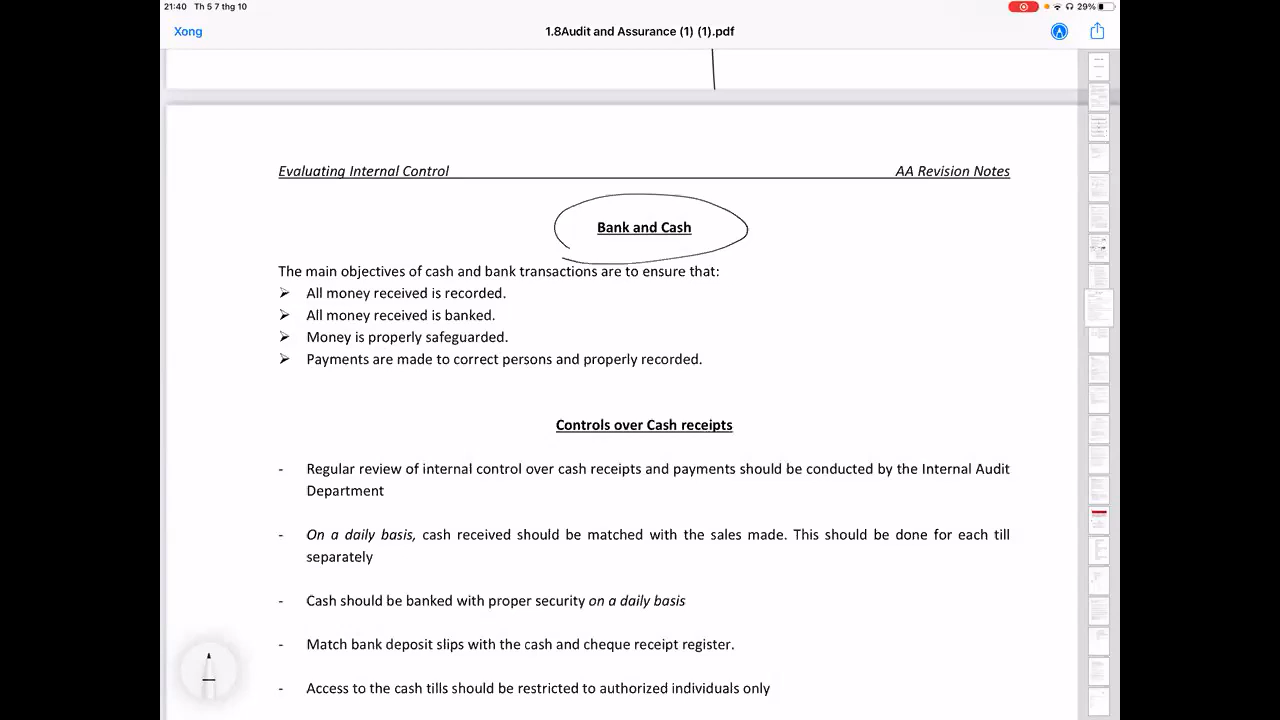 21:40 Th 5 7 thg 10 29%
Xong 1.8Audit and Assurance (1) (1).pdf
Evaluating Internal Control AA Revision Notes
Bank and Cash
The main objective of cash and bank transactions are to ensure that:
➢ All money received is recorded.
➢ All money received is banked.
➢ Money is properly safeguarded.
➢ Payments are made to correct persons and properly recorded.
Controls over Cash receipts
- Regular review of internal control over cash receipts and payments should be conducted by the Internal Audit
Department
- On a daily basis, cash received should be matched with the sales made. This should be done for each till
separately
- Cash should be banked with proper security on a daily basis
- atch bank deposit slips with the cash and cheque receipt register.
- Access to the cash tills should be restricted to authorized individuals only